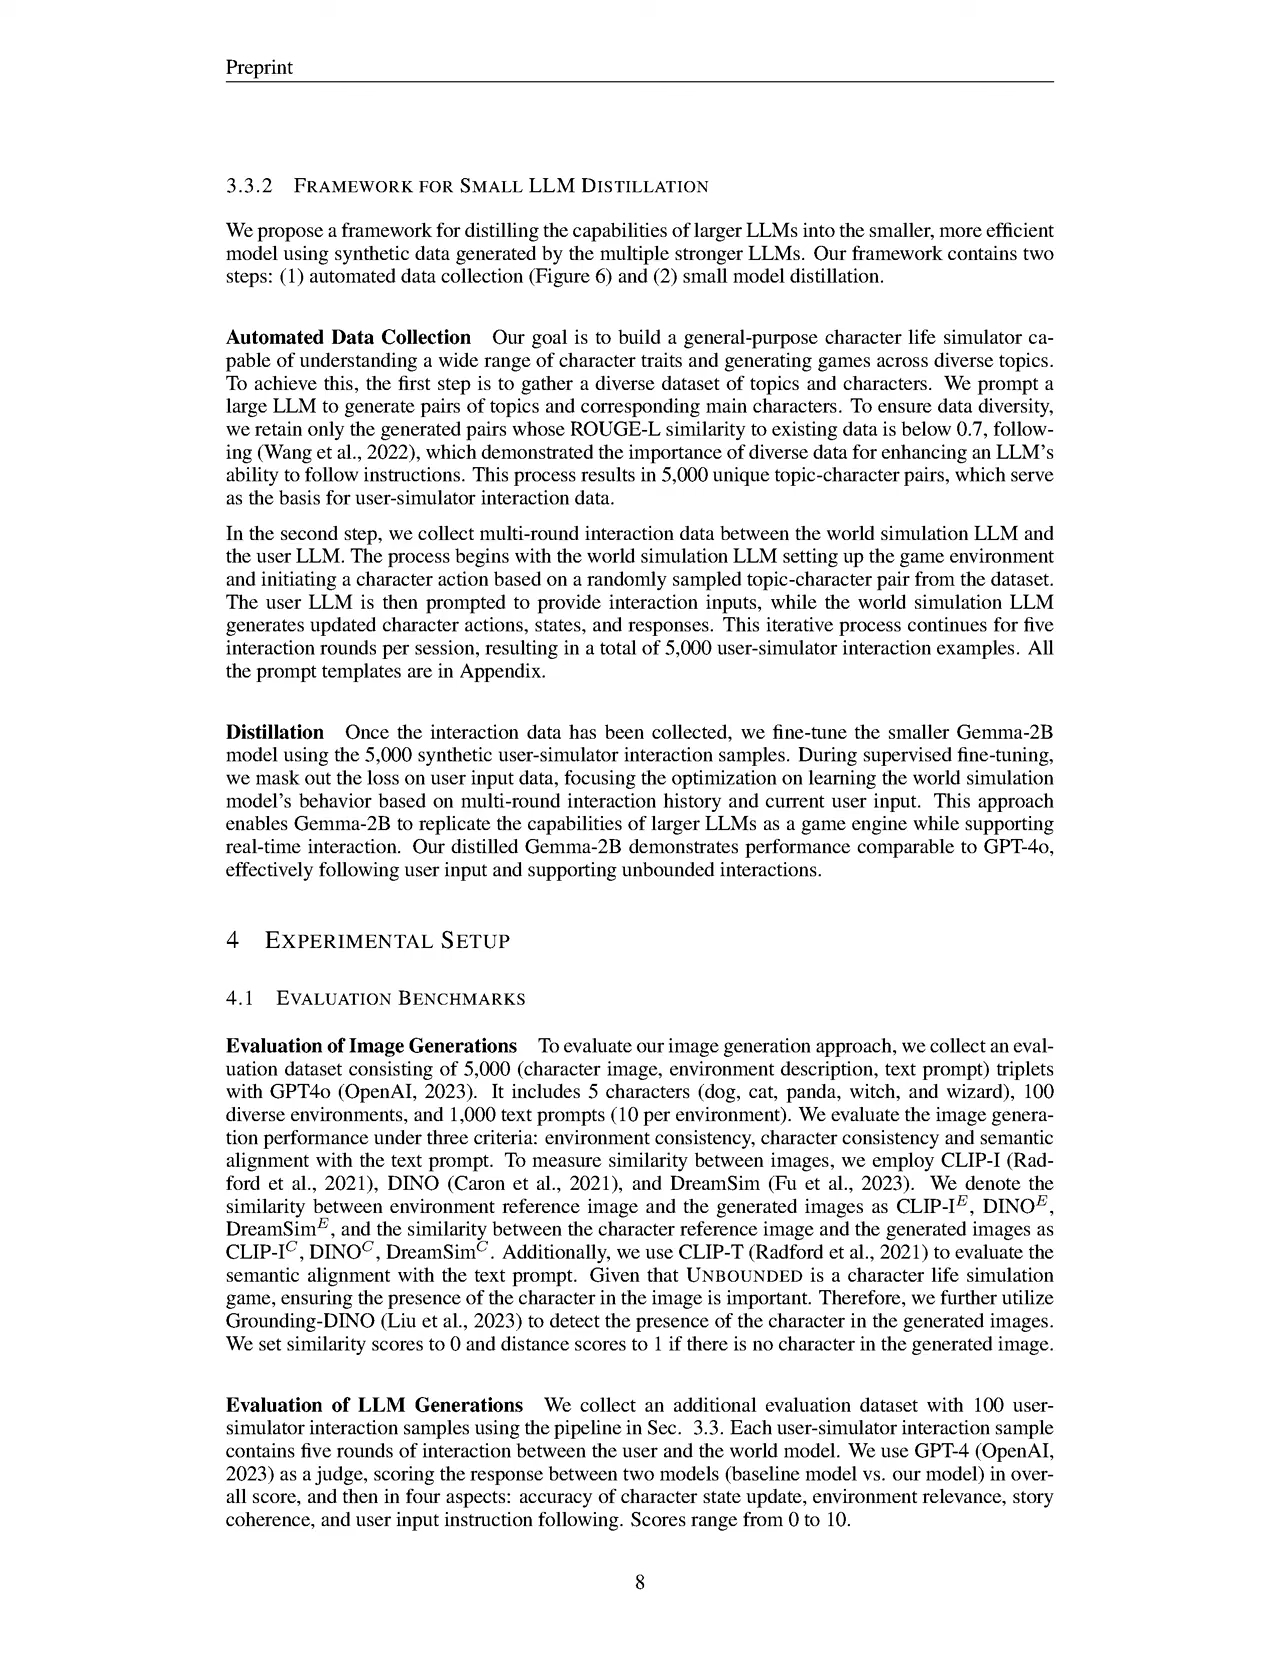 Preprint
3.3.2 FRAMEWORK FOR SMALL LLM DISTILLATION
We propose a framework for distilling the capabilities of larger LLMs into the smaller, more efficient
model using synthetic data generated by the multiple stronger LLMs. Our framework contains two
steps: (1) automated data collection (Figure 6) and (2) small model distillation.
Automated Data Collection Our goal is to build a general-purpose character life simulator ca-
pable of understanding a wide range of character traits and generating games across diverse topics.
To achieve this, the first step is to gather a diverse dataset of topics and characters. We prompt a
large LLM to generate pairs of topics and corresponding main characters. To ensure data diversity,
we retain only the generated pairs whose ROUGE-L similarity to existing data is below 0.7, follow-
ing (Wang et al., 2022), which demonstrated the importance of diverse data for enhancing an LLM's
ability to follow instructions. This process results in 5,000 unique topic-character pairs, which serve
as the basis for user-simulator interaction data.
In the second step, we collect multi-round interaction data between the world simulation LLM and
the user LLM. The process begins with the world simulation LLM setting up the game environment
and initiating a character action based on a randomly sampled topic-character pair from the dataset.
The user LLM is then prompted to provide interaction inputs, while the world simulation LLM
generates updated character actions, states, and responses. This iterative process continues for five
interaction rounds per session, resulting in a total of 5,000 user-simulator interaction examples. All
the prompt templates are in Appendix.
Distillation Once the interaction data has been collected, we fine-tune the smaller Gemma-2B
model using the 5,000 synthetic user-simulator interaction samples. During supervised fine-tuning,
we mask out the loss on user input data, focusing the optimization on learning the world simulation
model's behavior based on multi-round interaction history and current user input. This approach
enables Gemma-2B to replicate the capabilities of larger LLMs as a game engine while supporting
real-time interaction. Our distilled Gemma-2B demonstrates performance comparable to GPT-4o,
effectively following user input and supporting unbounded interactions.
4 EXPERIMENTAL SETUP
4.1 EVALUATION BENCHMARKS
Evaluation of Image Generations To evaluate our image generation approach, we collect an eval-
uation dataset consisting of 5,000 (character image, environment description, text prompt) triplets
with GPT4o (OpenAI, 2023). It includes 5 characters (dog, cat, panda, witch, and wizard), 100
diverse environments, and 1,000 text prompts (10 per environment). We evaluate the image genera-
tion performance under three criteria: environment consistency, character consistency and semantic
alignment with the text prompt. To measure similarity between images, we employ CLIP-I (Rad-
ford et al., 2021), DINO (Caron et al., 2021), and DreamSim (Fu et al., 2023). We denote the
similarity between environment reference image and the generated images as CLIP-I^E, DINO^E,
DreamSim^E, and the similarity between the character reference image and the generated images as
CLIP-I^C, DINO^C, DreamSim^C. Additionally, we use CLIP-T (Radford et al., 2021) to evaluate the
semantic alignment with the text prompt. Given that UNBOUNDED is a character life simulation
game, ensuring the presence of the character in the image is important. Therefore, we further utilize
Grounding-DINO (Liu et al., 2023) to detect the presence of the character in the generated images.
We set similarity scores to 0 and distance scores to 1 if there is no character in the generated image.
Evaluation of LLM Generations We collect an additional evaluation dataset with 100 user-
simulator interaction samples using the pipeline in Sec. 3.3. Each user-simulator interaction sample
contains five rounds of interaction between the user and the world model. We use GPT-4 (OpenAI,
2023) as a judge, scoring the response between two models (baseline model vs. our model) in over-
all score, and then in four aspects: accuracy of character state update, environment relevance, story
coherence, and user input instruction following. Scores range from 0 to 10.
8